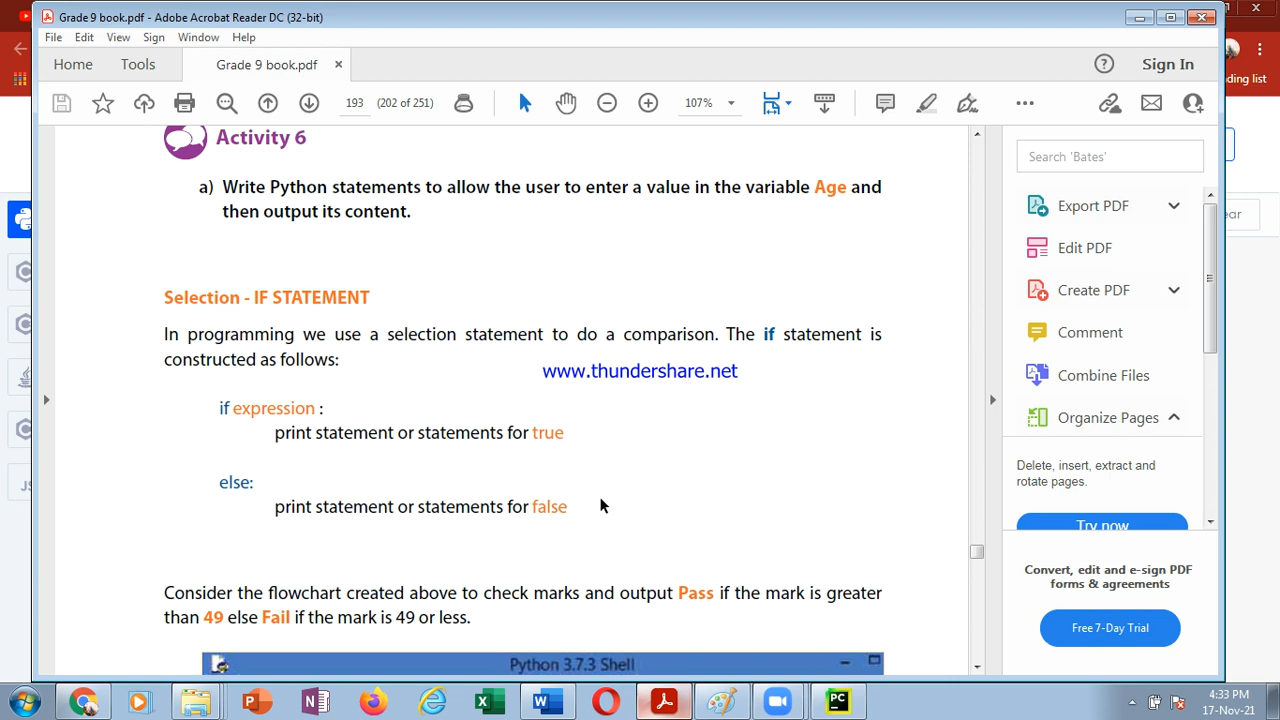 Grade 9 book.pdf - Adobe Acrobat Reader DC (32-bit)
File Edit View Sign Window Help
Home Tools Grade 9 book.pdf × Sign In
193 (202 of 251) 107%
ding list
Activity 6
a) Write Python statements to allow the user to enter a value in the variable Age and
then output its content.
Selection - IF STATEMENT
In programming we use a selection statement to do a comparison. The if statement is
constructed as follows:
www.thundershare.net
if expression :
print statement or statements for true
else:
print statement or statements for false
Consider the flowchart created above to check marks and output Pass if the mark is greater
than 49 else Fail if the mark is 49 or less.
Python 3.7.3 Shell
Search 'Bates'
Export PDF
Edit PDF
Create PDF
Comment
Combine Files
Organize Pages
Delete, insert, extract and
rotate pages.
Try now
Convert, edit and e-sign PDF
forms & agreements
Free 7-Day Trial
ear
JS
4:33 PM
17-Nov-21